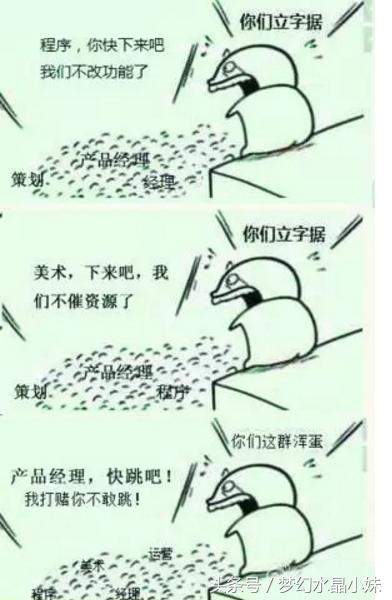 你们立字据
程序，你快下来吧
我们不改功能了
产品经理
策划
经理
你们立字据
美术，下来吧，我
们不催资源了
产品经理
策划
程序
你们这群浑蛋
产品经理，快跳吧！
我打赌你不敢跳！
运营
美术
程序
经理
头条号／梦幻水晶小妹